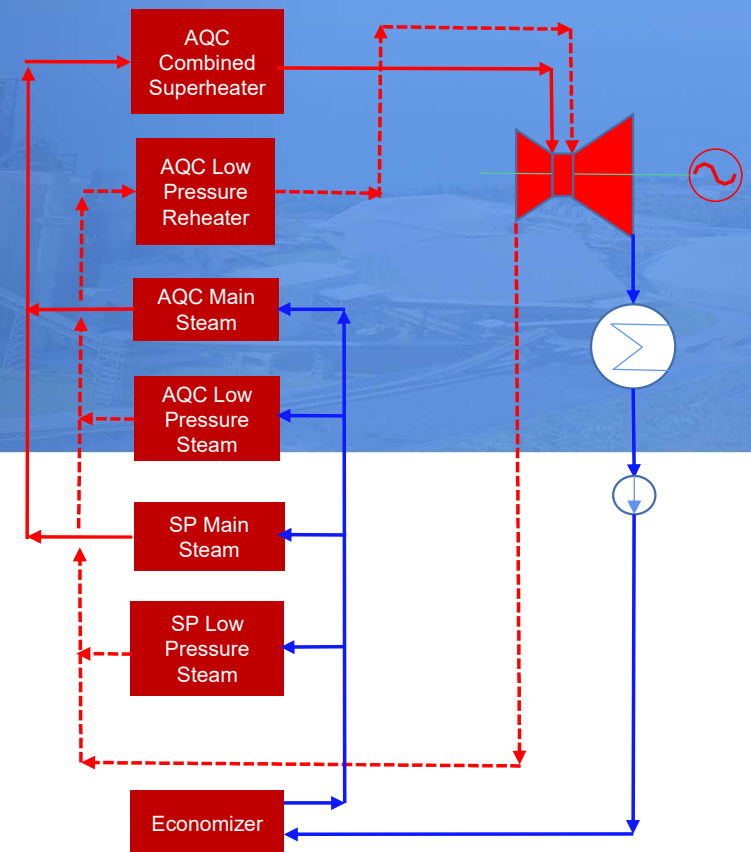 AQC
Combined
Superheater
AQC Low
Pressure
Reheater
AQC Main
Steam
AQC Low
Pressure
Steam
SP Main
Steam
SP Low
Pressure
Steam
Economizer